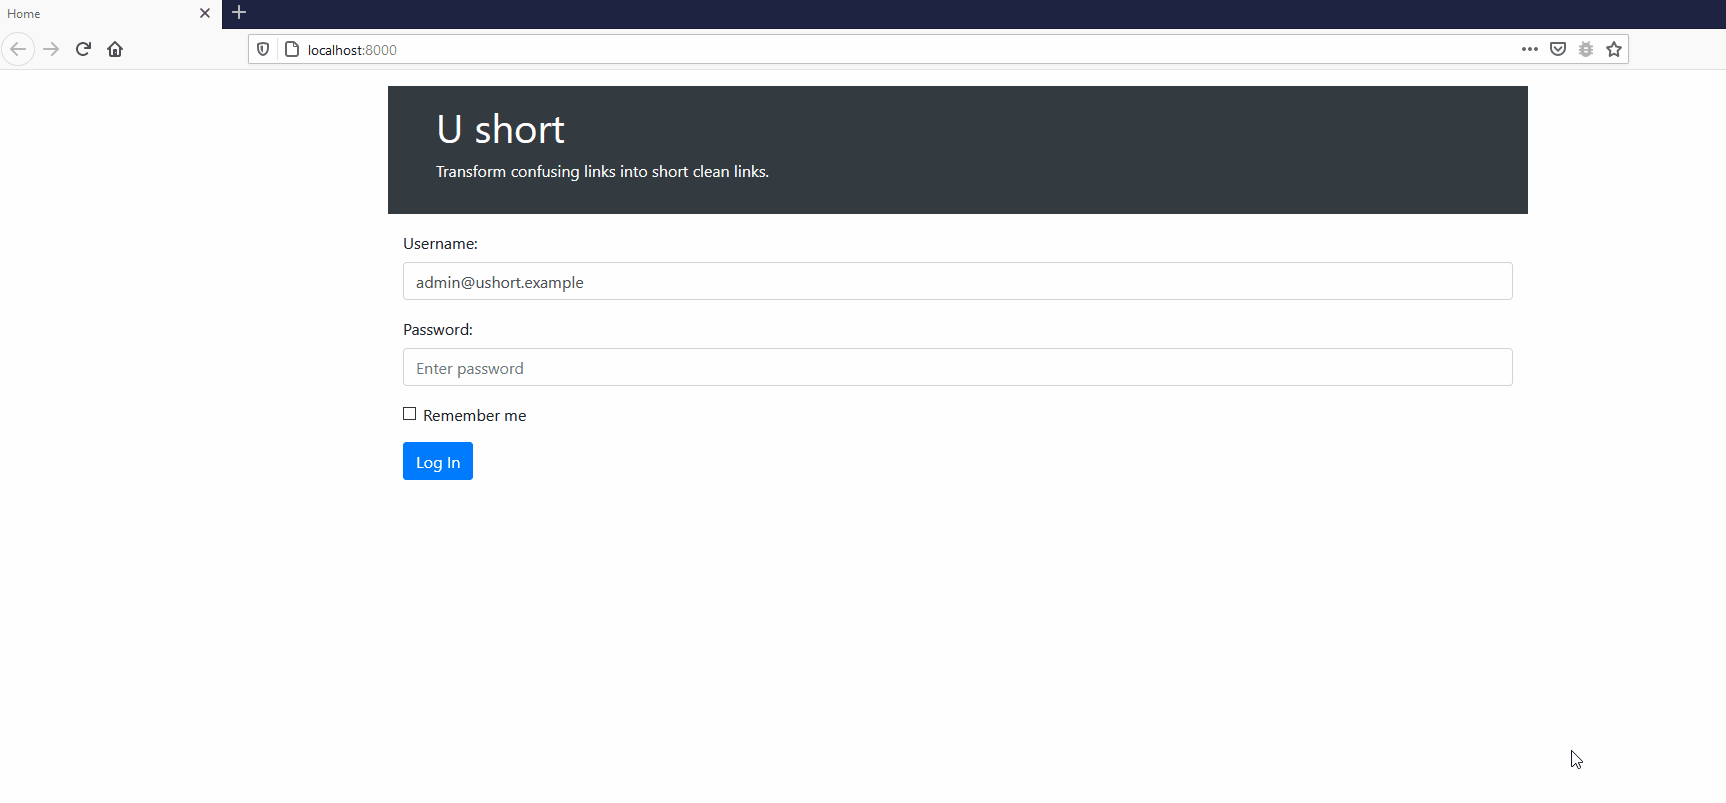 Home
localhost:8000
U short
Transform confusing links into short clean links.
Username:
admin@ushort.example
Password:
Enter password
Remember me
Log In